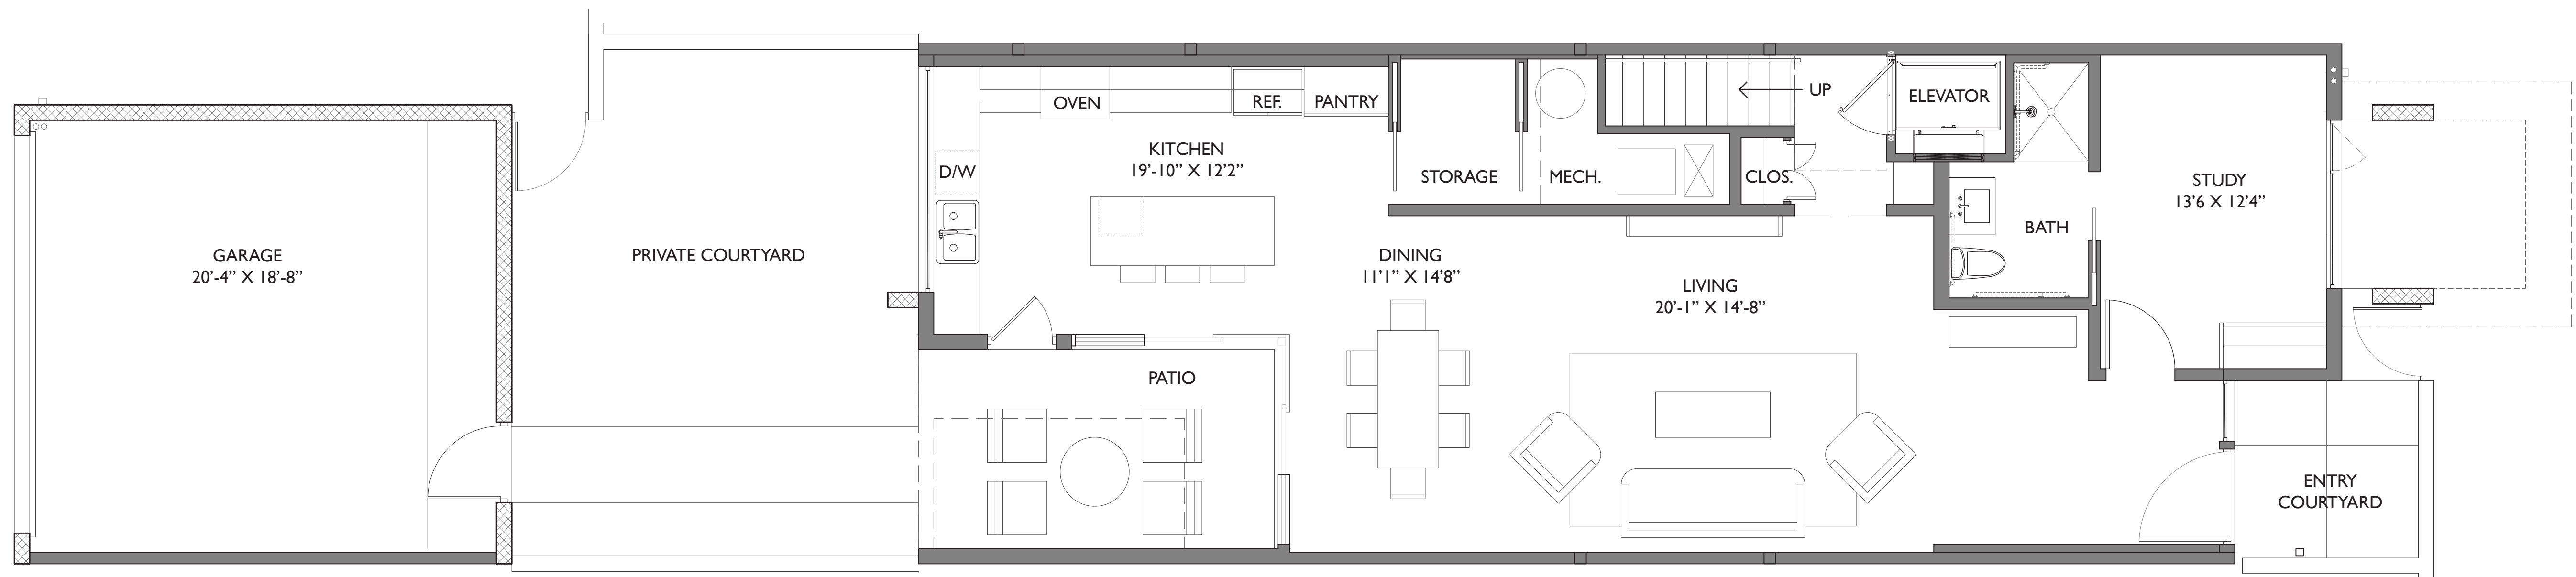 GARAGE
20'-4" X 18'-8"
PRIVATE COURTYARD
OVEN
REF.
PANTRY
D/W
KITCHEN
19'-10" X 12'2"
PATIO
DINING
11'1" X 14'8"
STORAGE
MECH.
UP
CLOS.
LIVING
20'-1" X 14'-8"
ELEVATOR
BATH
STUDY
13'6 X 12'4"
ENTRY
COURTYARD